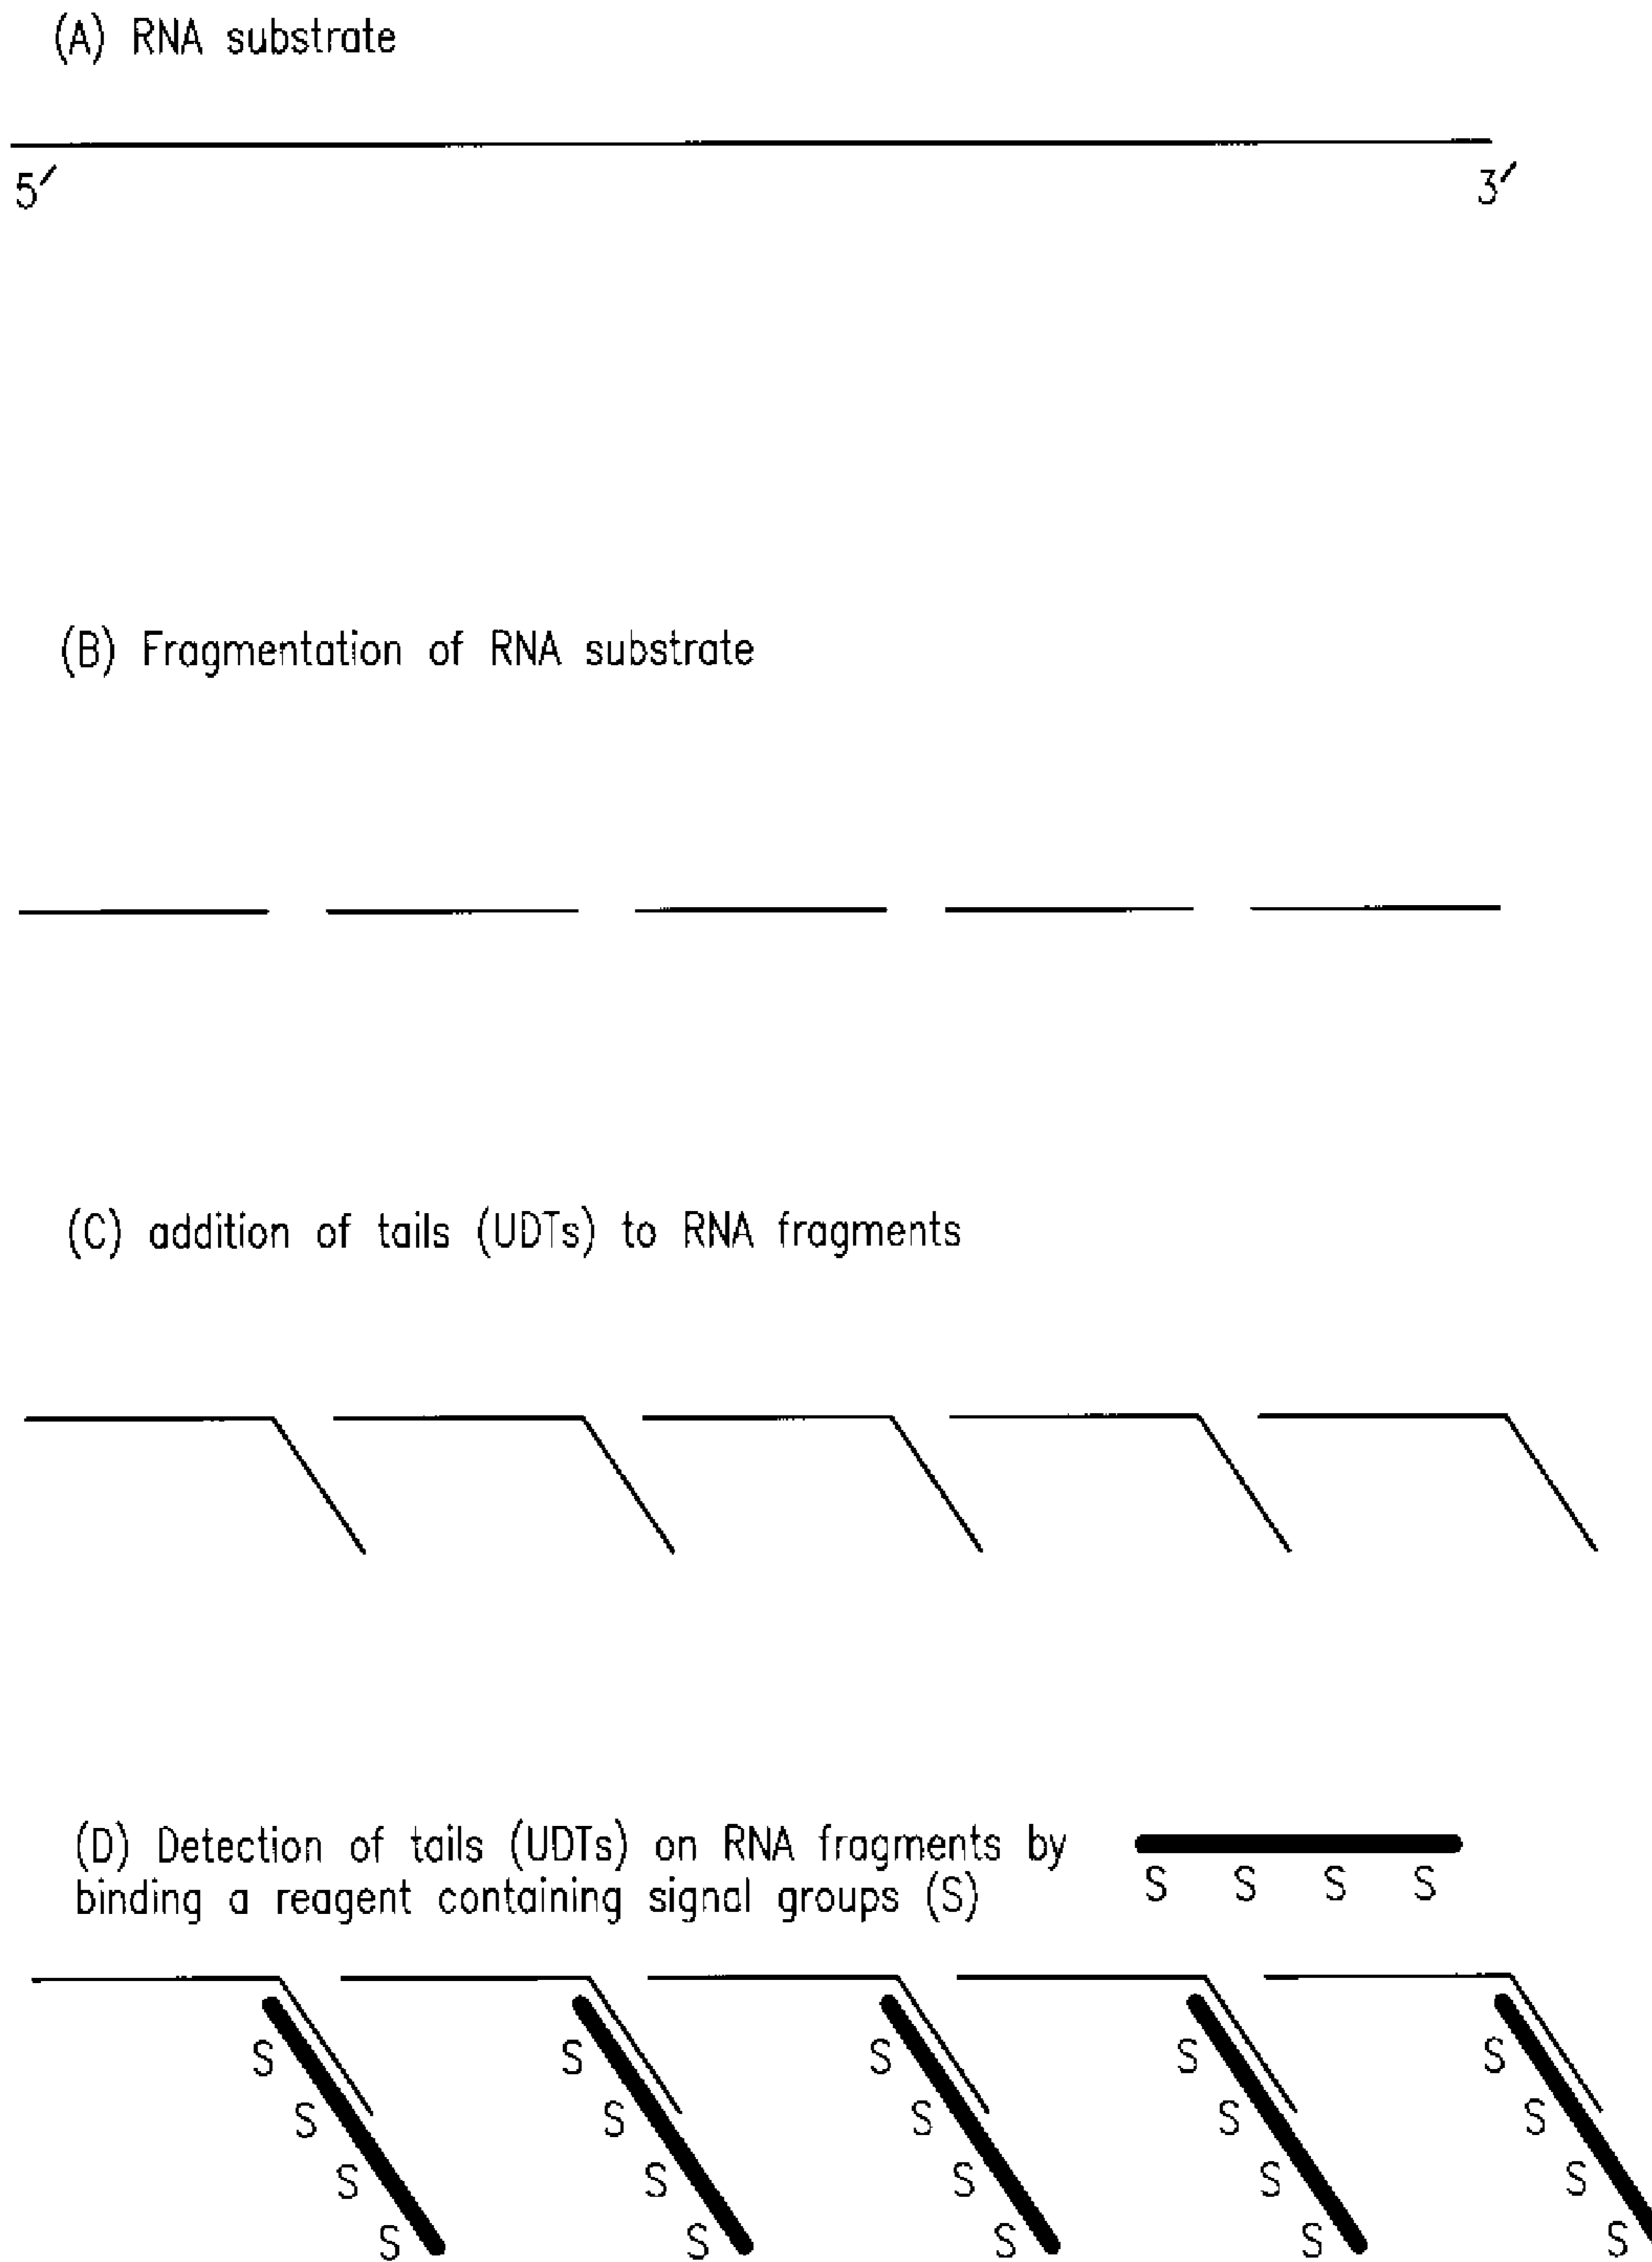 (A) RNA substrate
5′ 3′
(B) Fragmentation of RNA substrate
(C) addition of tails (UDTs) to RNA fragments
(D) Detection of tails (UDTs) on RNA fragments by
binding a reagent containing signal groups (S)
S S S S
S S S S S
S S S S S
S S S S S
S S S S S